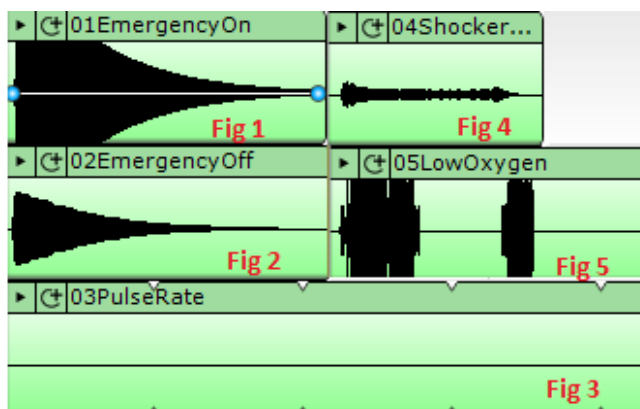 01EmergencyOn
04Shocker...
Fig 1
Fig 4
02EmergencyOff
05LowOxygen
Fig 2
Fig 5
03PulseRate
Fig 3